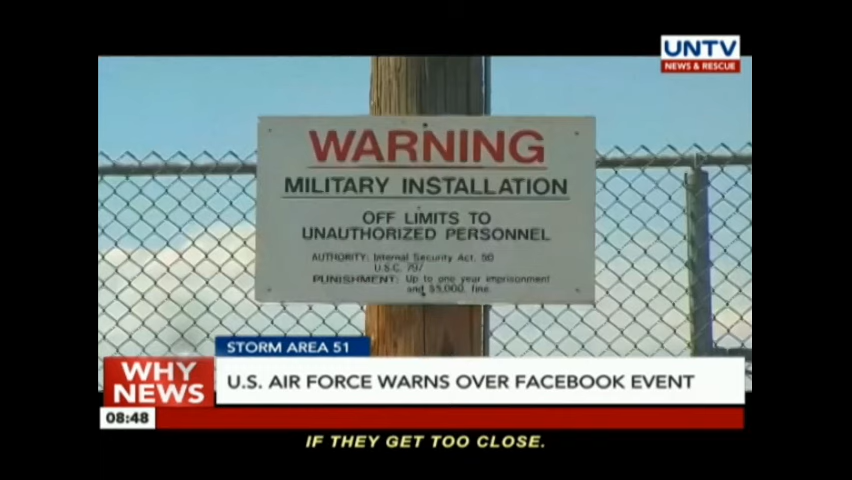 UNTV
NEWS & RESCUE
WARNING
MILITARY INSTALLATION
OFF LIMITS TO
UNAUTHORIZED PERSONNEL
AUTHORITY: Internal Security Act, 50
U.S.C. 797
PUNISHMENT: Up to one year imprisonment
and $5,000. fine.
STORM AREA 51
WHY
NEWS
U.S. AIR FORCE WARNS OVER FACEBOOK EVENT
08:48
IF THEY GET TOO CLOSE.